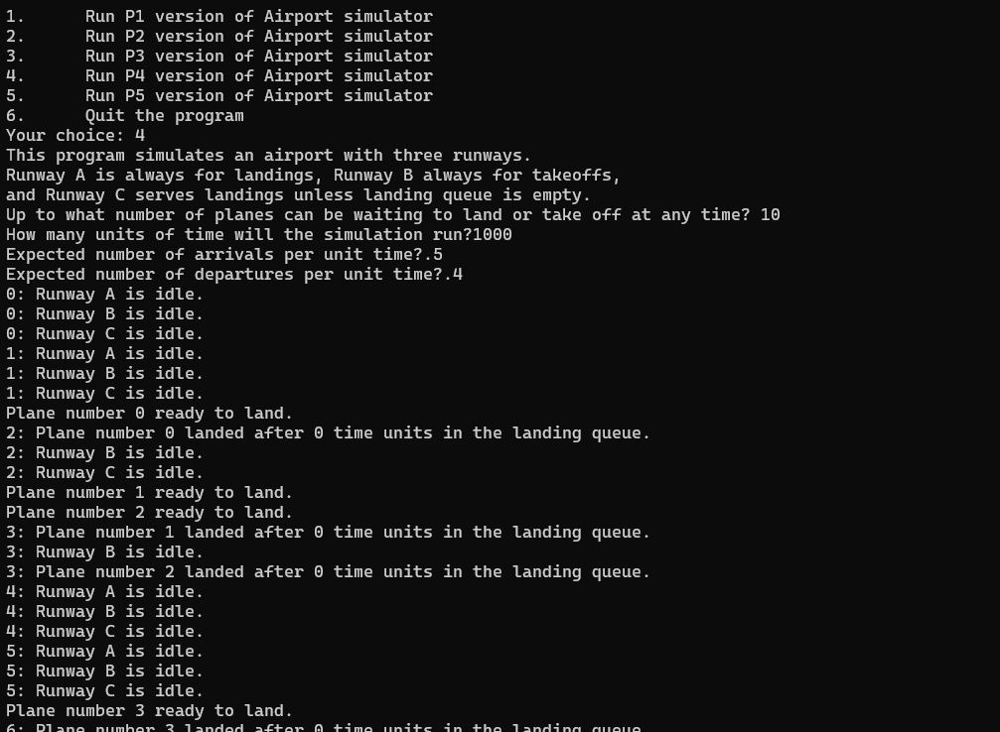 1.      Run P1 version of Airport simulator
2.      Run P2 version of Airport simulator
3.      Run P3 version of Airport simulator
4.      Run P4 version of Airport simulator
5.      Run P5 version of Airport simulator
6.      Quit the program
Your choice: 4
This program simulates an airport with three runways.
Runway A is always for landings, Runway B always for takeoffs,
and Runway C serves landings unless landing queue is empty.
Up to what number of planes can be waiting to land or take off at any time? 10
How many units of time will the simulation run?1000
Expected number of arrivals per unit time?.5
Expected number of departures per unit time?.4
0: Runway A is idle.
0: Runway B is idle.
0: Runway C is idle.
1: Runway A is idle.
1: Runway B is idle.
1: Runway C is idle.
Plane number 0 ready to land.
2: Plane number 0 landed after 0 time units in the landing queue.
2: Runway B is idle.
2: Runway C is idle.
Plane number 1 ready to land.
Plane number 2 ready to land.
3: Plane number 1 landed after 0 time units in the landing queue.
3: Runway B is idle.
3: Plane number 2 landed after 0 time units in the landing queue.
4: Runway A is idle.
4: Runway B is idle.
4: Runway C is idle.
5: Runway A is idle.
5: Runway B is idle.
5: Runway C is idle.
Plane number 3 ready to land.
6: Plane number 3 landed after 0 time units in the landing queue